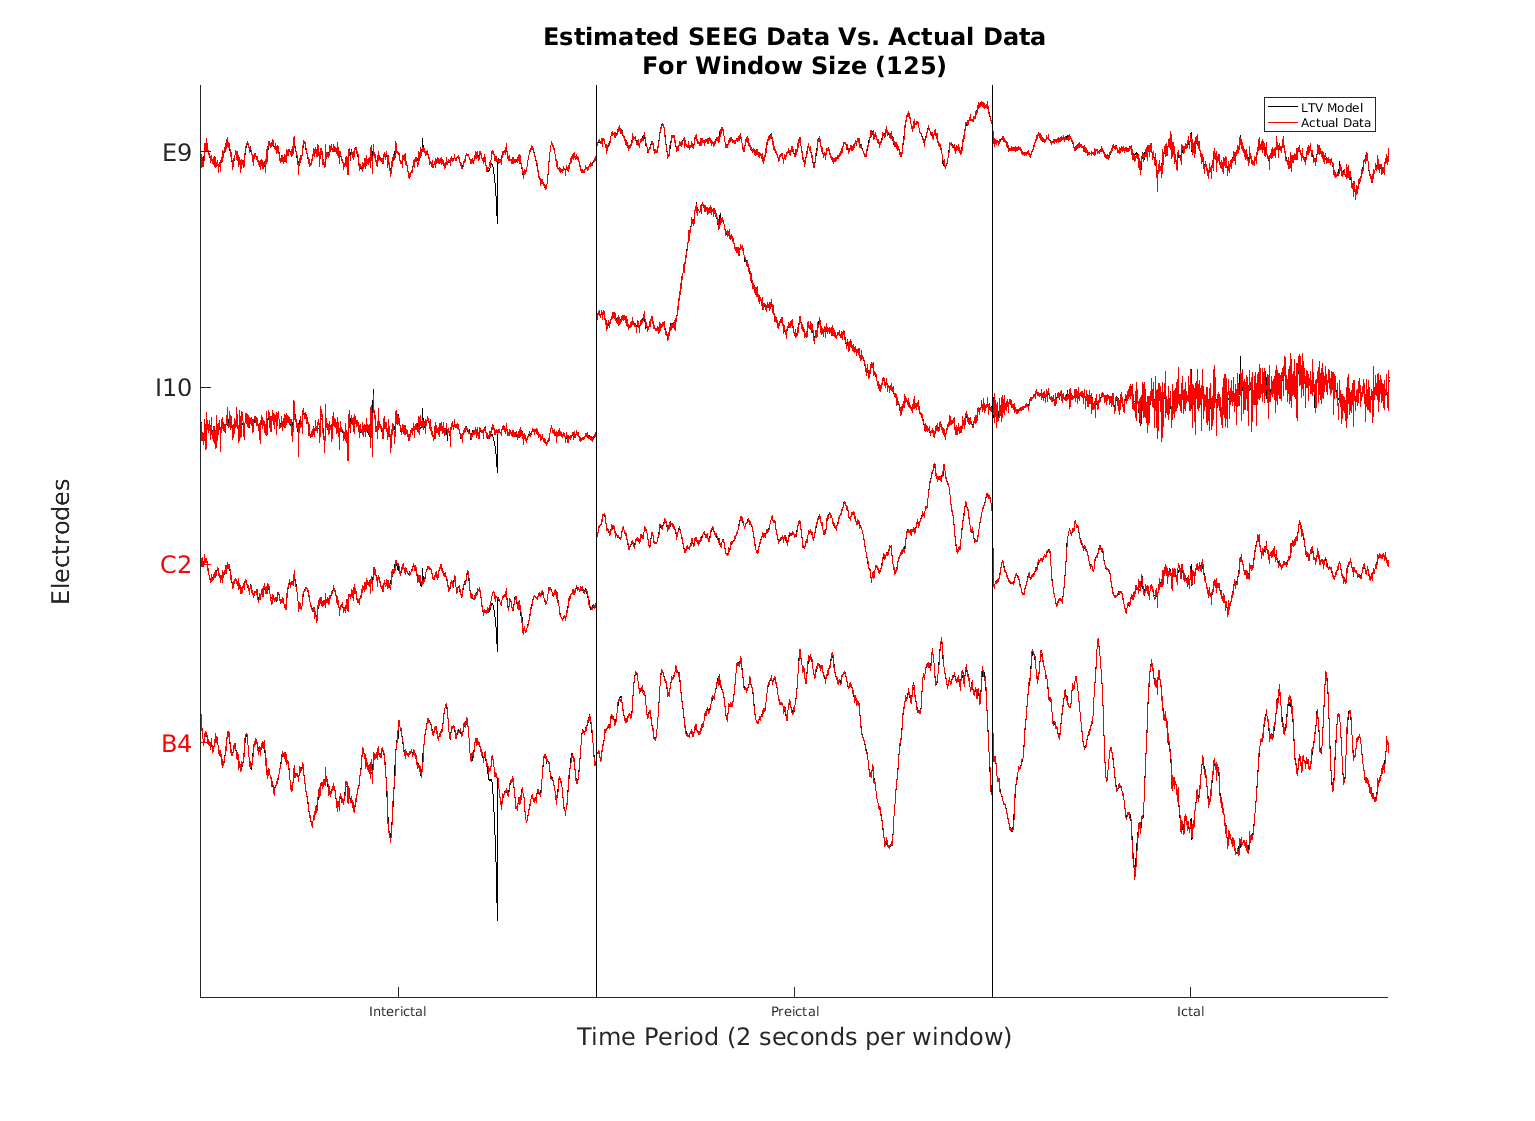 Estimated SEEG Data Vs. Actual Data
For Window Size (125)
LTV Model
Actual Data
E9
I10
C2
B4
Electrodes
Interictal
Preictal
Ictal
Time Period (2 seconds per window)